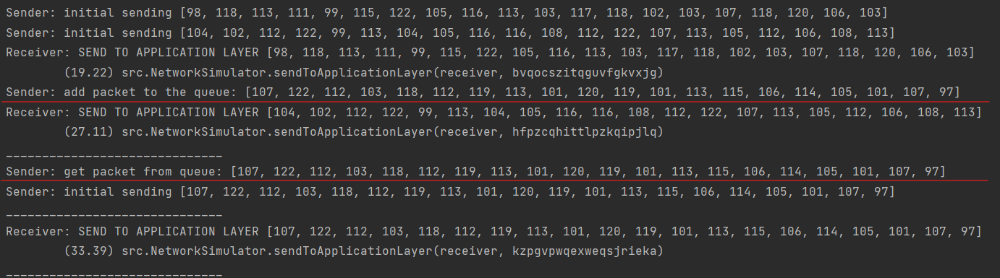 Sender: initial sending [98, 118, 113, 111, 99, 115, 122, 105, 116, 113, 103, 117, 118, 102, 103, 107, 118, 120, 106, 103]
Sender: initial sending [104, 102, 112, 122, 99, 113, 104, 105, 116, 116, 108, 112, 122, 107, 113, 105, 112, 106, 108, 113]
Receiver: SEND TO APPLICATION LAYER [98, 118, 113, 111, 99, 115, 122, 105, 116, 113, 103, 117, 118, 102, 103, 107, 118, 120, 106, 103]
(19.22) src.NetworkSimulator.sendToApplicationLayer(receiver, bvqocszitqguvfgkvxjg)
Sender: add packet to the queue: [107, 122, 112, 103, 118, 112, 119, 113, 101, 120, 119, 101, 113, 115, 106, 114, 105, 101, 107, 97]
Receiver: SEND TO APPLICATION LAYER [104, 102, 112, 122, 99, 113, 104, 105, 116, 116, 108, 112, 122, 107, 113, 105, 112, 106, 108, 113]
(27.11) src.NetworkSimulator.sendToApplicationLayer(receiver, hfpzcqhittlpzkqipjlq)
______________________________
Sender: get packet from queue: [107, 122, 112, 103, 118, 112, 119, 113, 101, 120, 119, 101, 113, 115, 106, 114, 105, 101, 107, 97]
Sender: initial sending [107, 122, 112, 103, 118, 112, 119, 113, 101, 120, 119, 101, 113, 115, 106, 114, 105, 101, 107, 97]
______________________________
Receiver: SEND TO APPLICATION LAYER [107, 122, 112, 103, 118, 112, 119, 113, 101, 120, 119, 101, 113, 115, 106, 114, 105, 101, 107, 97]
(33.39) src.NetworkSimulator.sendToApplicationLayer(receiver, kzpgvpwqexweqsjrieka)
______________________________